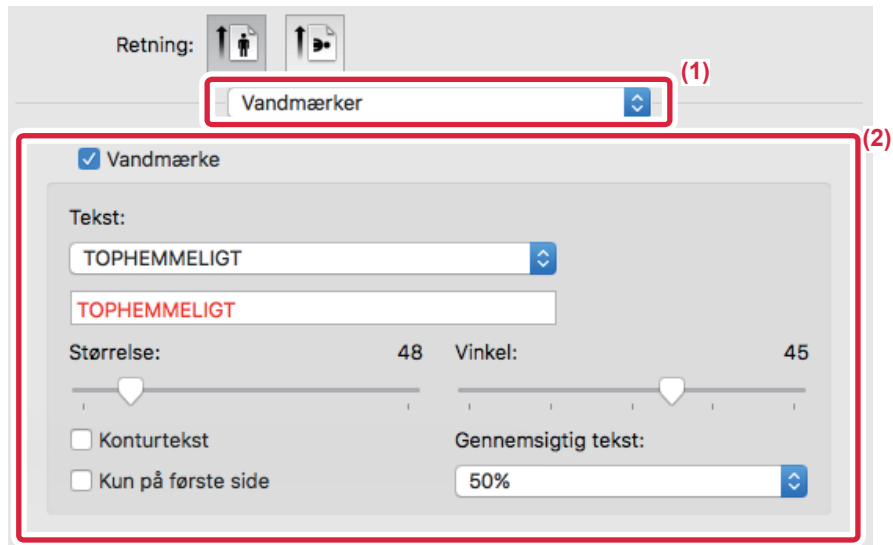 Retning:
(1)
Vandmærker
(2)
Vandmærke
Tekst:
TOPHEMMELIGT
TOPHEMMELIGT
Størrelse: 48 Vinkel: 45
Konturtekst Gennemsigtig tekst:
Kun på første side 50%